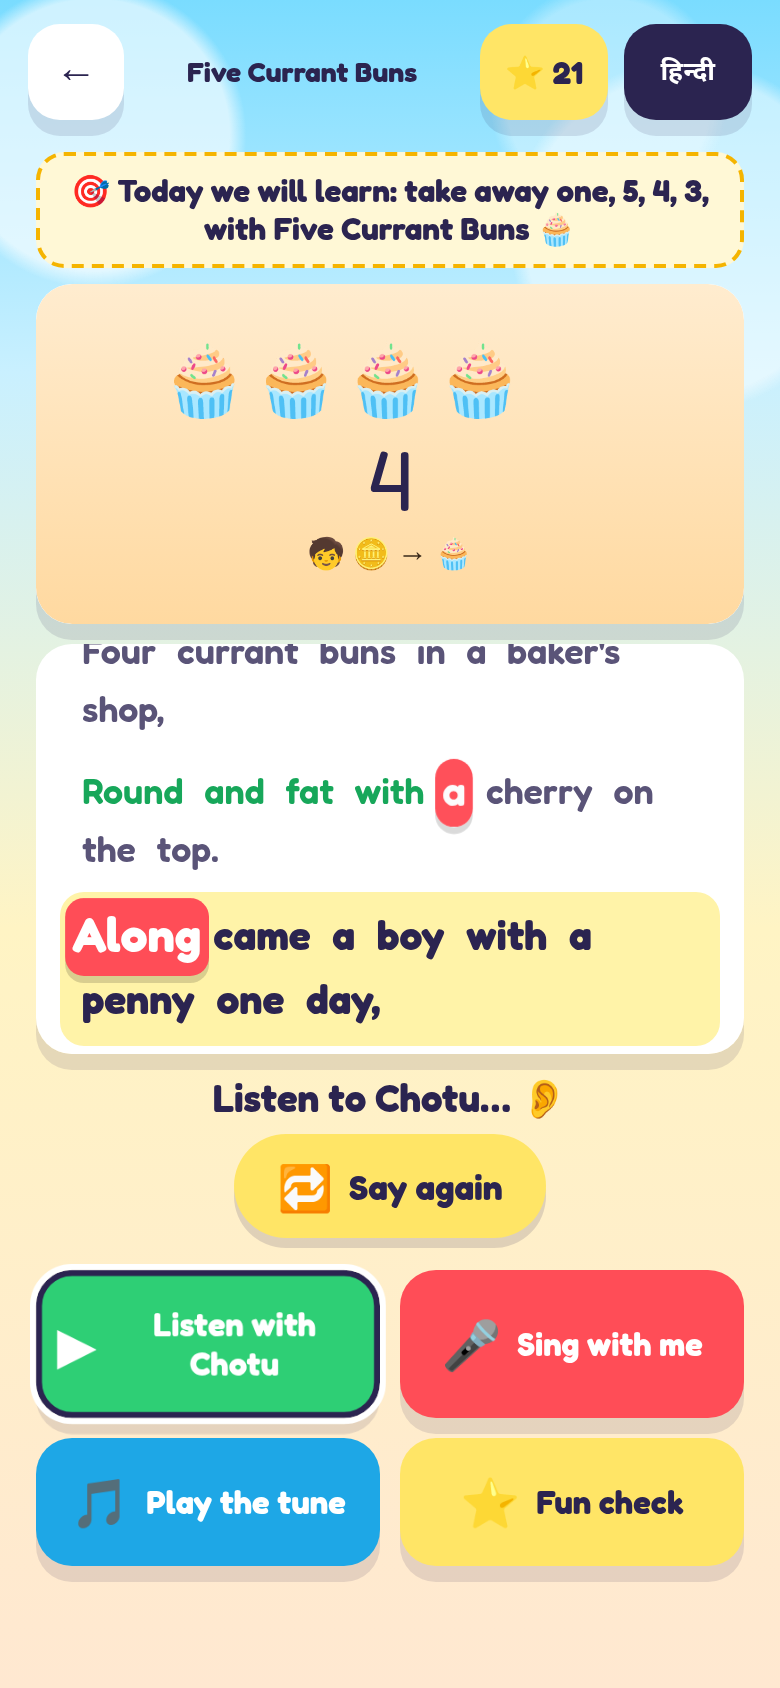 ←
Five Currant Buns
⭐ 21
हिन्दी
🎯 Today we will learn: take away one, 5, 4, 3,
with Five Currant Buns 🧁
4
→
Four currant buns in a baker's
shop,
Round and fat with a cherry on
the top.
Along came a boy with a
penny one day,
Listen to Chotu... 👂
🔁 Say again
▶ Listen with
Chotu
🎤 Sing with me
🎵 Play the tune
⭐ Fun check